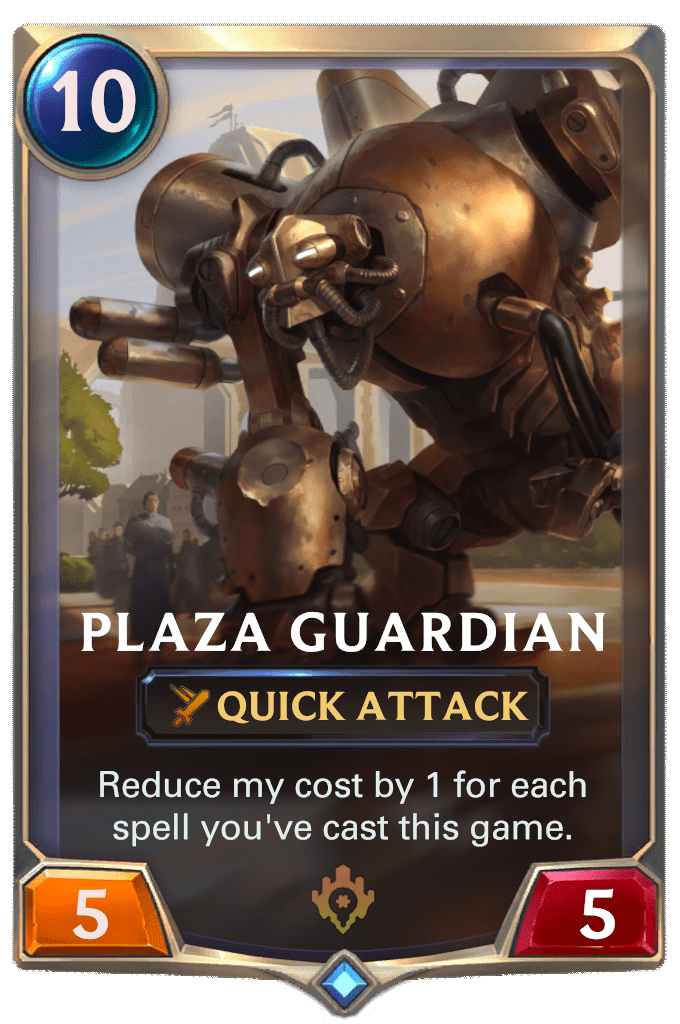 10
PLAZA GUARDIAN
QUICK ATTACK
Reduce my cost by 1 for each
spell you've cast this game.
5 5